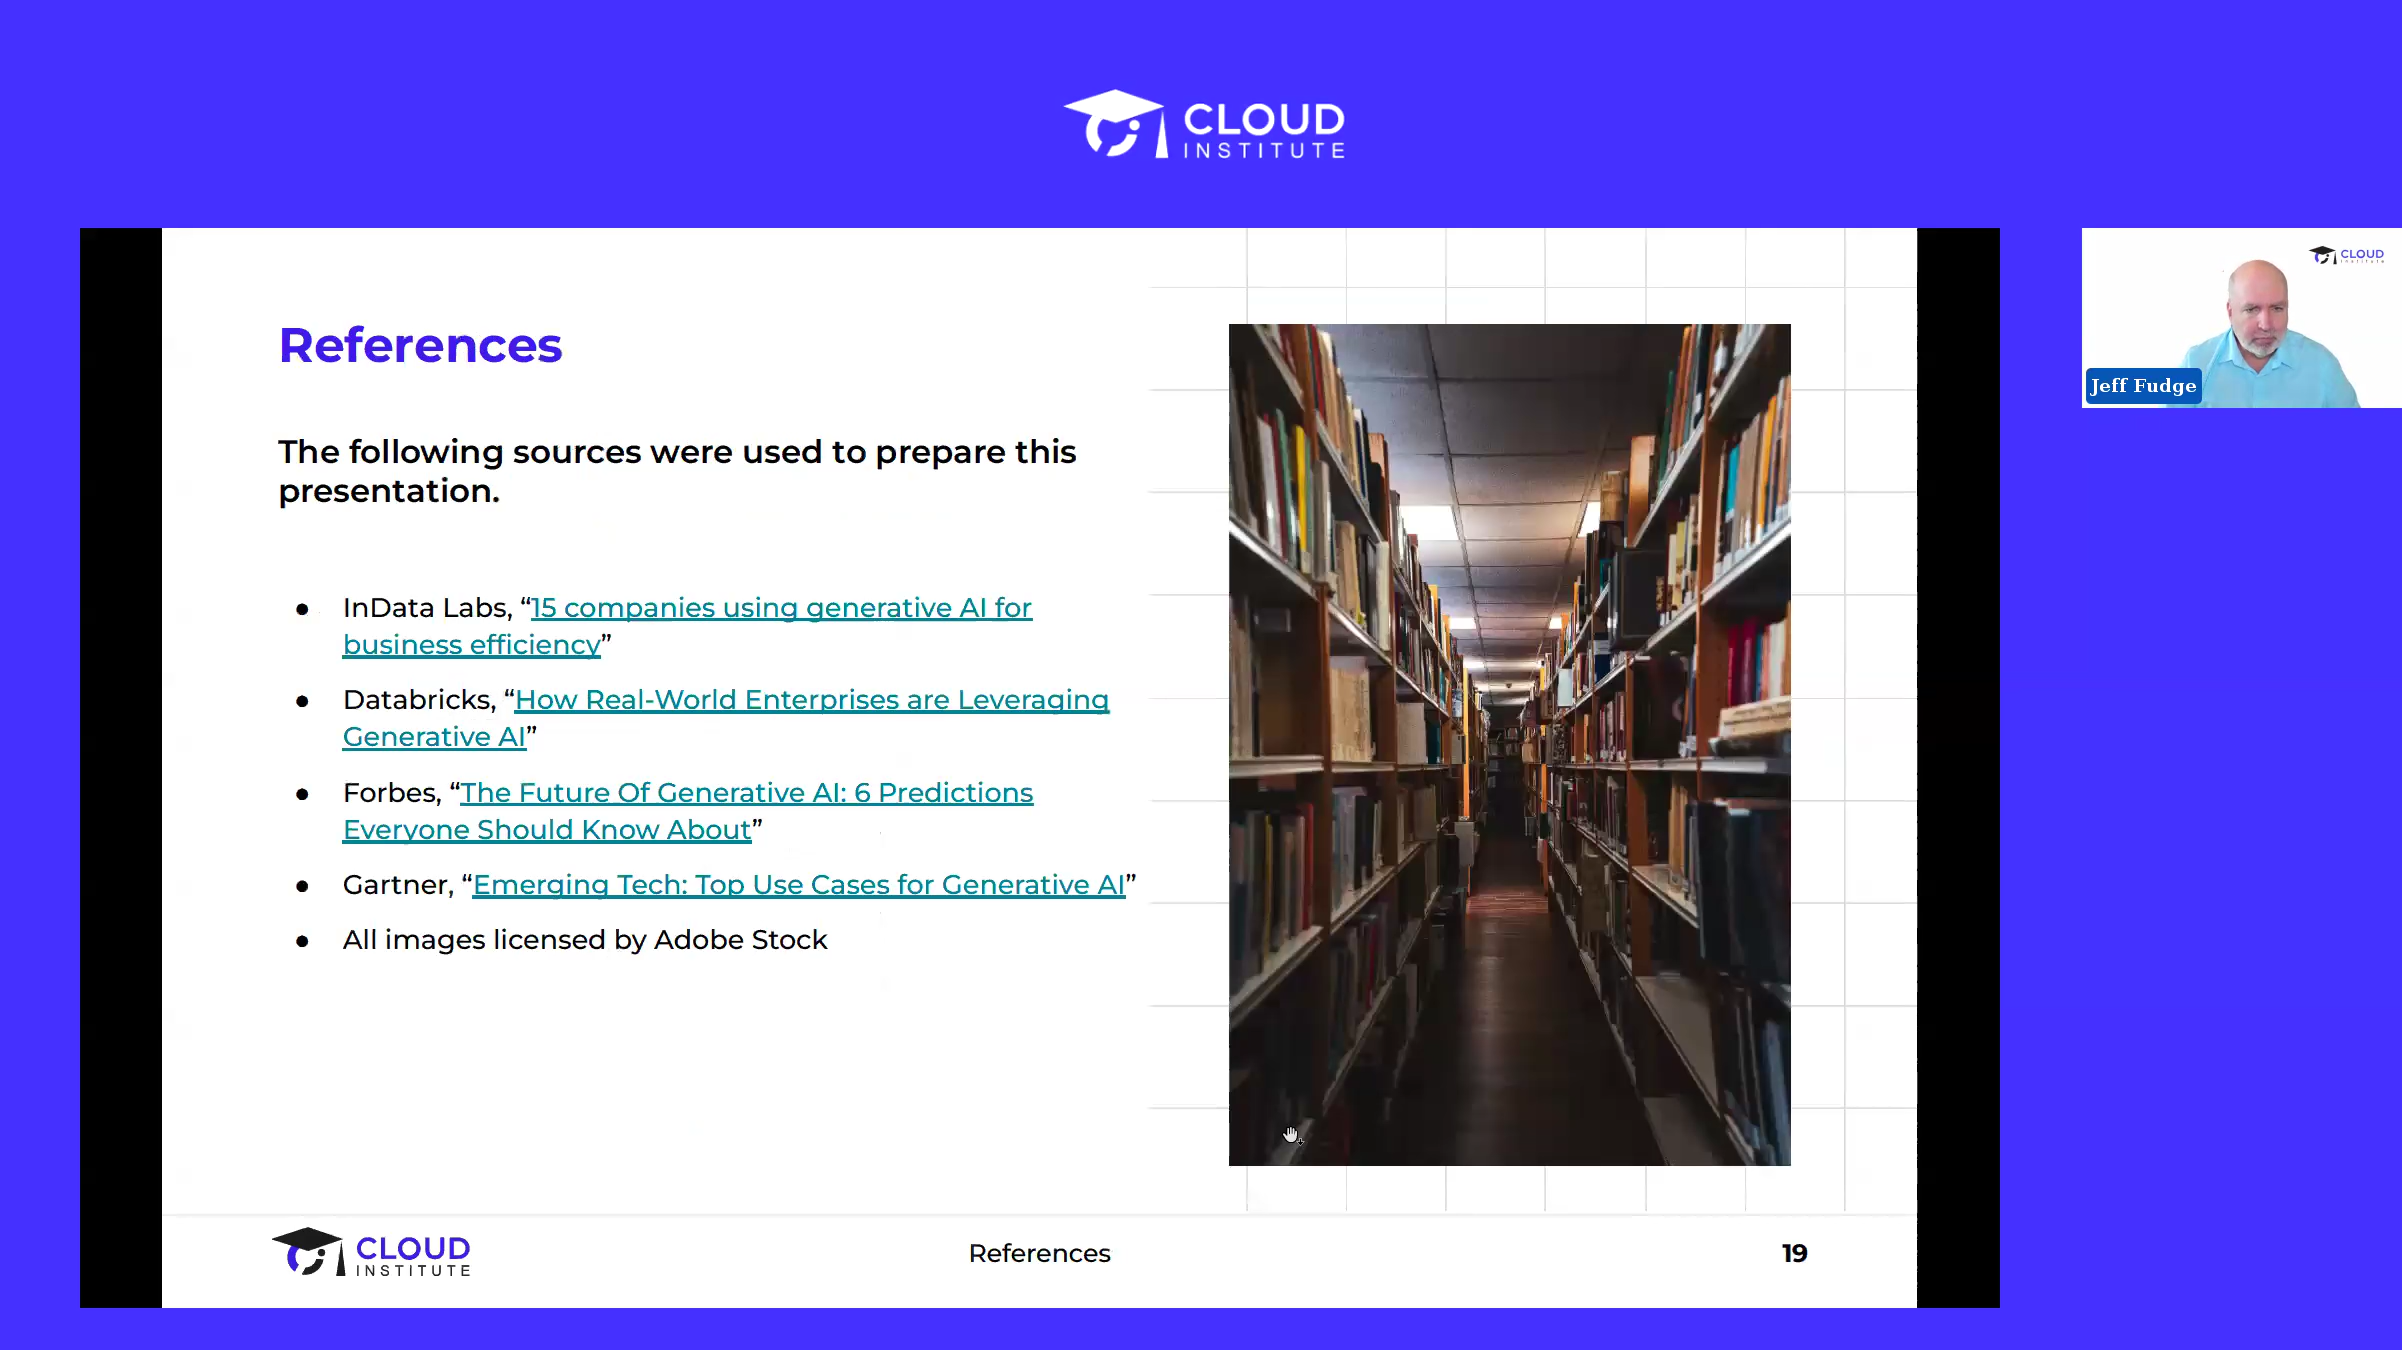 CLOUD
INSTITUTE
References
The following sources were used to prepare this
presentation.
● InData Labs, “15 companies using generative AI for
business efficiency”
● Databricks, “How Real-World Enterprises are Leveraging
Generative AI”
● Forbes, “The Future Of Generative AI: 6 Predictions
Everyone Should Know About”
● Gartner, “Emerging Tech: Top Use Cases for Generative AI”
● All images licensed by Adobe Stock
CLOUD
INSTITUTE
References
19
CLOUD
Institute
Jeff Fudge